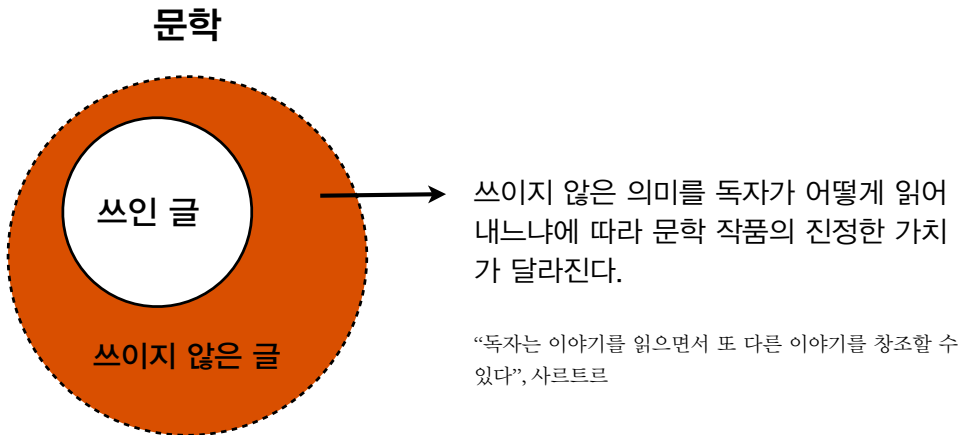 문학
쓰인 글
쓰이지 않은 글
쓰이지 않은 의미를 독자가 어떻게 읽어
내느냐에 따라 문학 작품의 진정한 가치
가 달라진다.
“독자는 이야기를 읽으면서 또 다른 이야기를 창조할 수
있다”, 사르트르